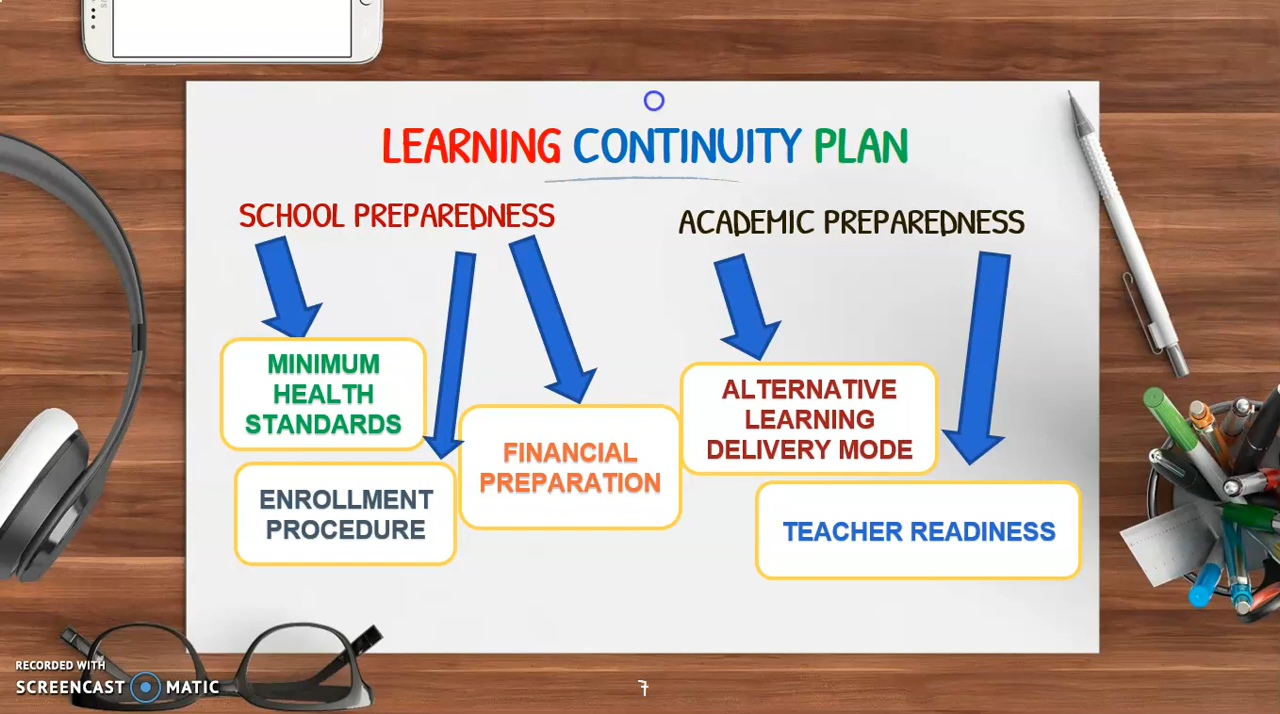 LEARNING CONTINUITY PLAN
SCHOOL PREPAREDNESS
ACADEMIC PREPAREDNESS
MINIMUM
HEALTH
STANDARDS
ENROLLMENT
PROCEDURE
FINANCIAL
PREPARATION
ALTERNATIVE
LEARNING
DELIVERY MODE
TEACHER READINESS
RECORDED WITH
SCREENCAST MATIC
7